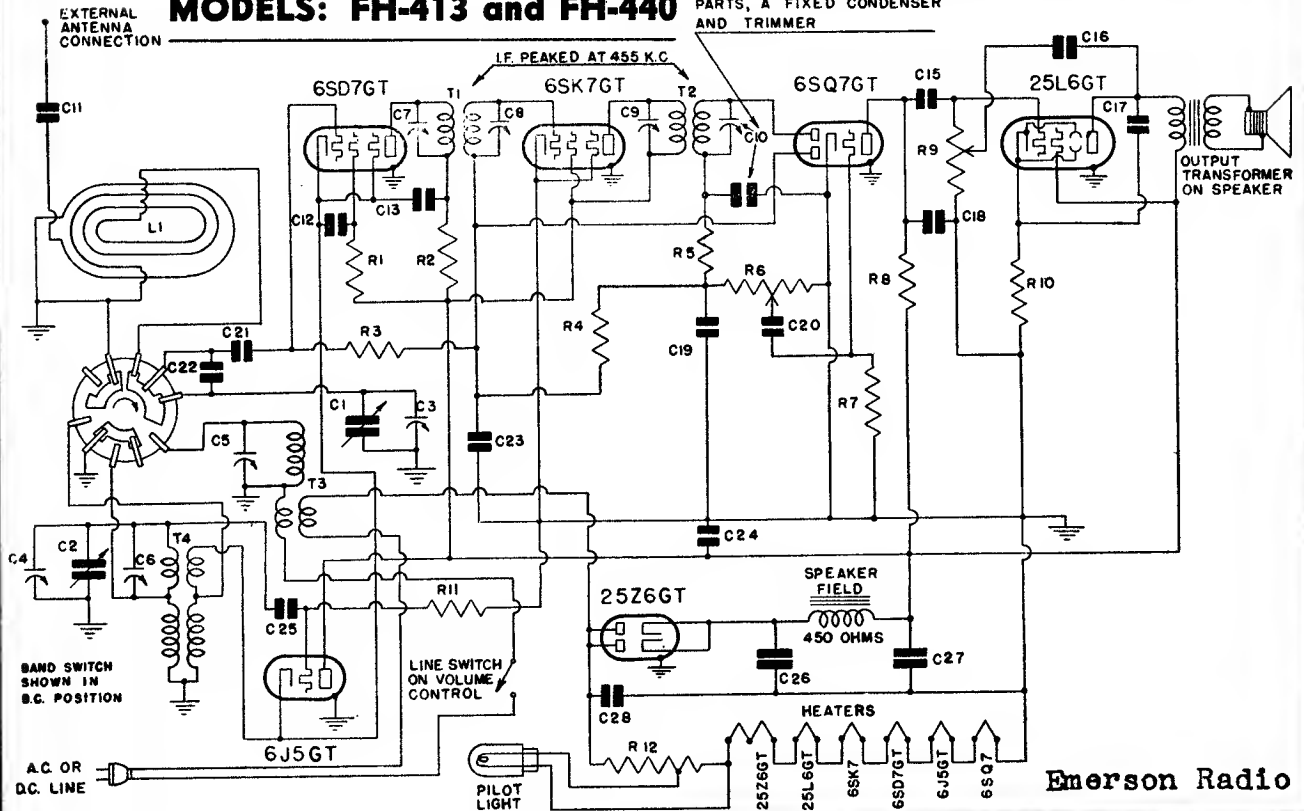 MODELS: FH-413 and FH-440
PARTS, A FIXED CONDENSER
AND TRIMMER
EXTERNAL
ANTENNA
CONNECTION
I.F. PEAKED AT 455 K.C.
C16
6SD7GT
T1
6SK7GT
T2
6SQ7GT
C15
25L6GT
C11
C7
C8
C9
C10
C17
R9
OUTPUT
TRANSFORMER
ON SPEAKER
C12
C13
C18
L1
R1
R2
R5
R6
R8
R10
C21
R3
R4
C19
C20
C22
R7
C1
C3
C5
C23
T3
C24
C4
C2
C6
T4
R11
SPEAKER
FIELD
450 OHMS
25Z6GT
C25
C26
C27
BAND SWITCH
SHOWN IN
B.C. POSITION
LINE SWITCH
ON VOLUME
CONTROL
C28
HEATERS
6J5GT
R12
A.C. OR
D.C. LINE
PILOT
LIGHT
25Z6GT
25L6GT
6SK7
6SD7GT
6J5GT
6SQ7
Emerson Radio